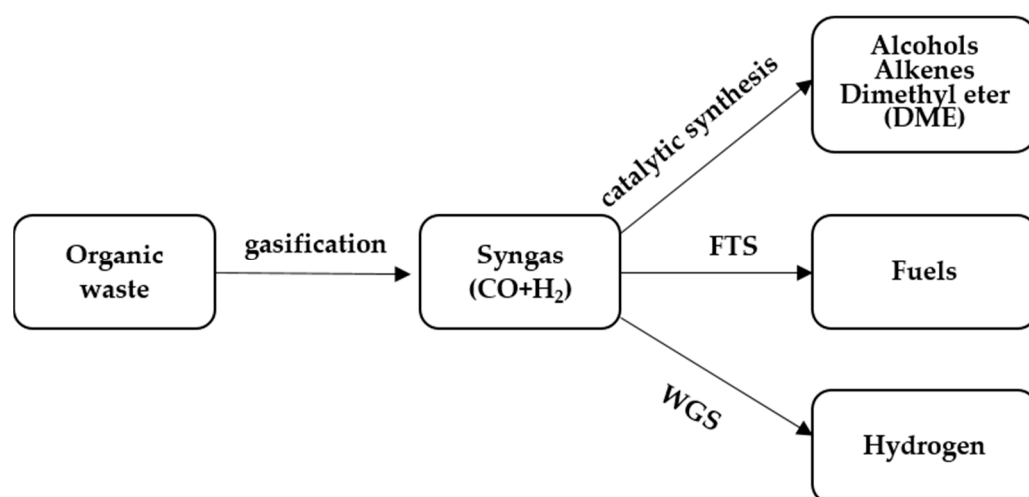 Organic
waste
gasification
Syngas
(CO+H₂)
catalytic synthesis
Alcohols
Alkenes
Dimethyl eter
(DME)
FTS
Fuels
WGS
Hydrogen